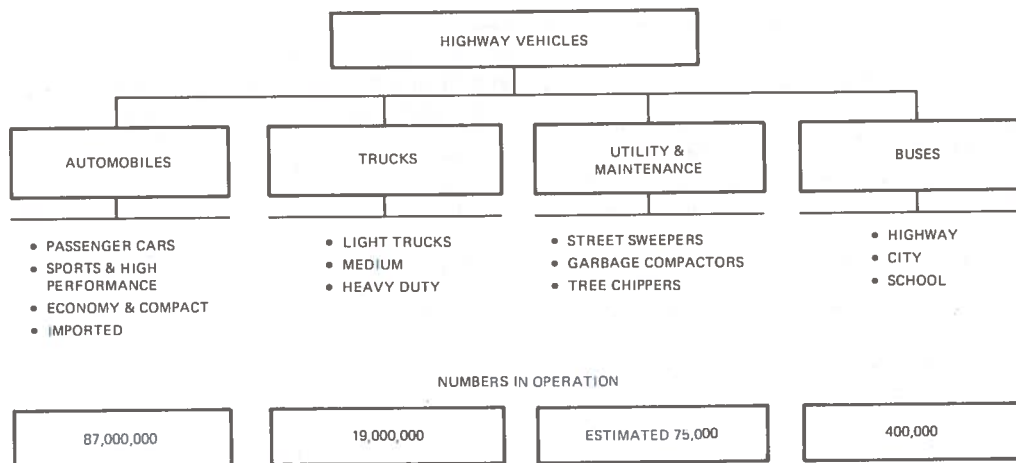 HIGHWAY VEHICLES
AUTOMOBILES
• PASSENGER CARS
• SPORTS & HIGH
PERFORMANCE
• ECONOMY & COMPACT
• IMPORTED
TRUCKS
• LIGHT TRUCKS
• MEDIUM
• HEAVY DUTY
UTILITY &
MAINTENANCE
• STREET SWEEPERS
• GARBAGE COMPACTORS
• TREE CHIPPERS
BUSES
• HIGHWAY
• CITY
• SCHOOL
NUMBERS IN OPERATION
87,000,000
19,000,000
ESTIMATED 75,000
400,000